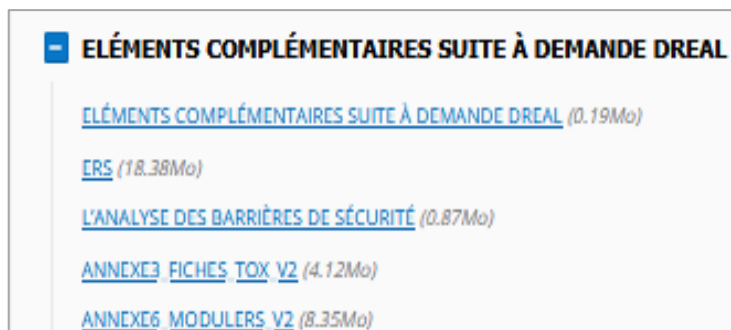 ELÉMENTS COMPLÉMENTAIRES SUITE À DEMANDE DREAL
ELÉMENTS COMPLÉMENTAIRES SUITE À DEMANDE DREAL (0.19Mo)
ERS (18.38Mo)
L'ANALYSE DES BARRIÈRES DE SÉCURITÉ (0.87Mo)
ANNEXE3_FICHES_TOX_V2 (4.12Mo)
ANNEXE6_MODULERS_V2 (8.35Mo)